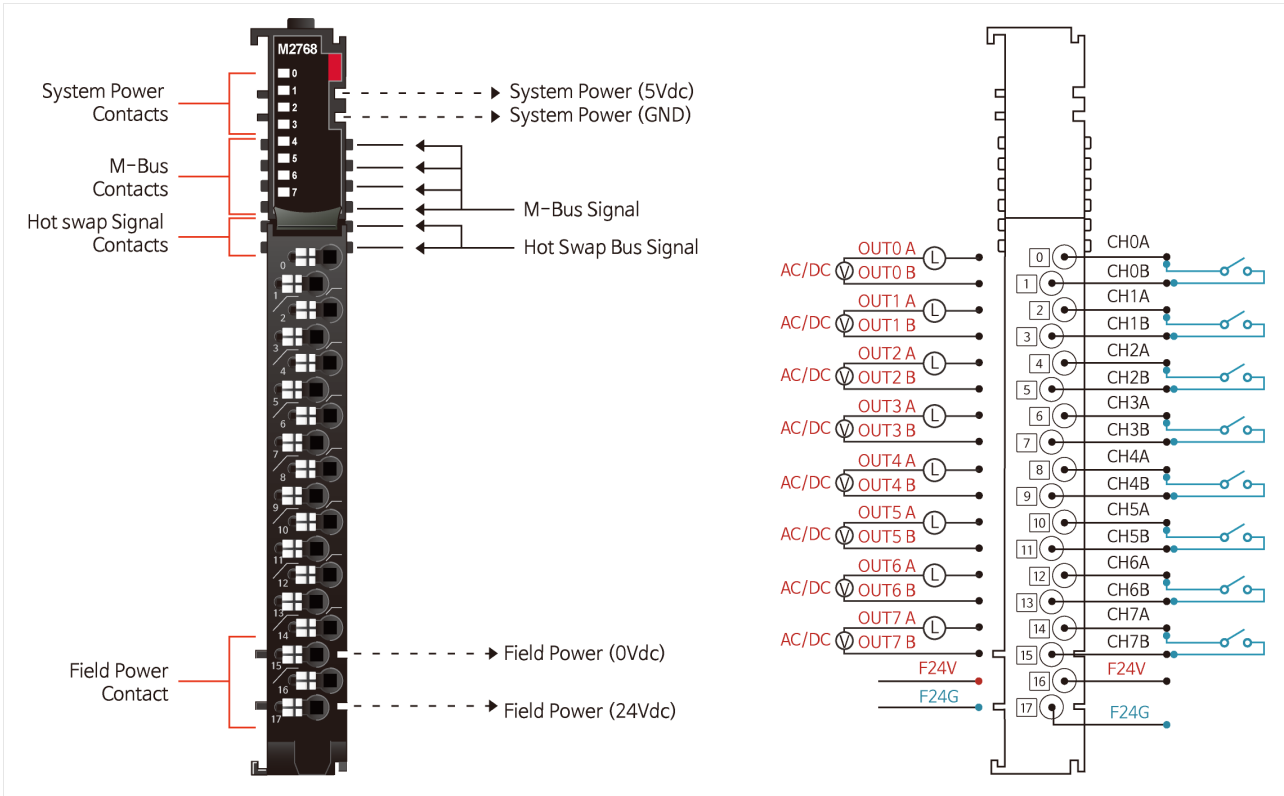 M2768
0
1
2
3
4
5
6
7
System Power
Contacts
M-Bus
Contacts
Hot swap Signal
Contacts
System Power (5Vdc)
System Power (GND)
M-Bus Signal
Hot Swap Bus Signal
0
1
2
3
4
5
6
7
8
9
10
11
12
13
14
15
16
17
Field Power
Contact
Field Power (0Vdc)
Field Power (24Vdc)
AC/DC V OUT0 A L
OUT0 B
AC/DC V OUT1 A L
OUT1 B
AC/DC V OUT2 A L
OUT2 B
AC/DC V OUT3 A L
OUT3 B
AC/DC V OUT4 A L
OUT4 B
AC/DC V OUT5 A L
OUT5 B
AC/DC V OUT6 A L
OUT6 B
AC/DC V OUT7 A L
OUT7 B
F24V
F24G
0 CH0A
1 CH0B
2 CH1A
3 CH1B
4 CH2A
5 CH2B
6 CH3A
7 CH3B
8 CH4A
9 CH4B
10 CH5A
11 CH5B
12 CH6A
13 CH6B
14 CH7A
15 CH7B
16 F24V
17 F24G